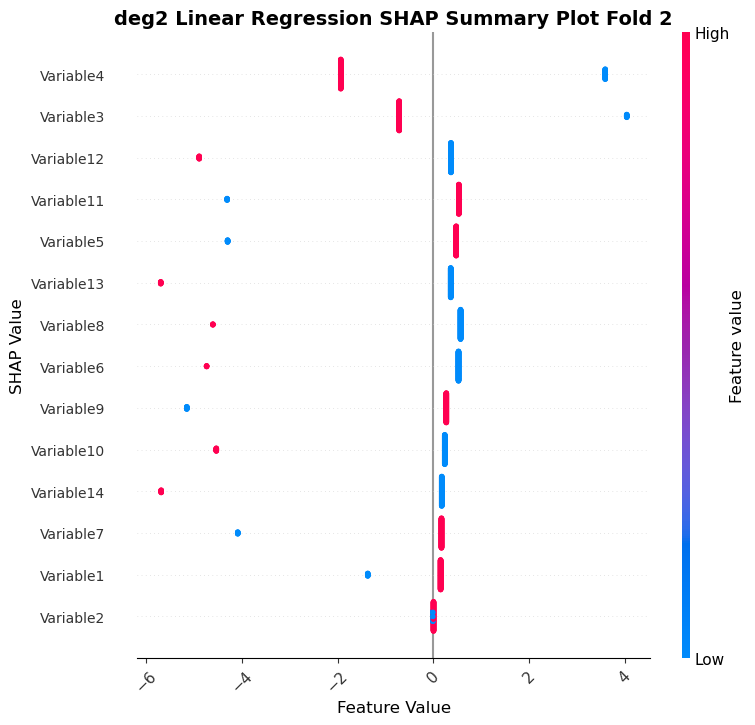 deg2 Linear Regression SHAP Summary Plot Fold 2
High
Variable4
Variable3
Variable12
Variable11
Variable5
Variable13
Variable8
Variable6
Variable9
Variable10
Variable14
Variable7
Variable1
Variable2
SHAP Value
Feature value
Low
−6
−4
−2
0
2
4
Feature Value